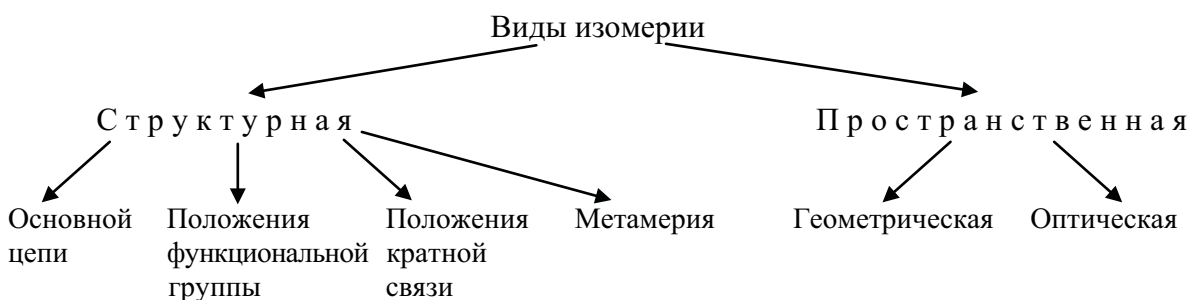 Виды изомерии
С т р у к т у р н а я
П р о с т р а н с т в е н н а я
Основной
цепи
Положения
функциональной
группы
Положения
кратной
связи
Метамерия
Геометрическая
Оптическая